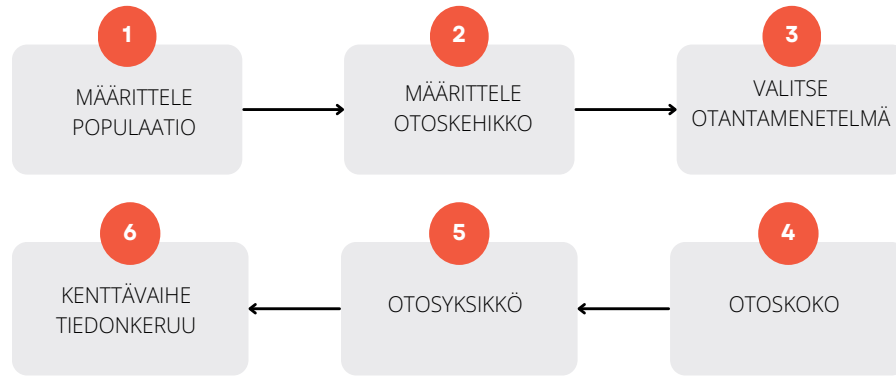 1
MÄÄRITTELE
POPULAATIO
2
MÄÄRITTELE
OTOSKEHIKKO
3
VALITSE
OTANTAMENETELMÄ
4
OTOSKOKO
5
OTOSYKSIKKÖ
6
KENTTÄVAIHE
TIEDONKERUU